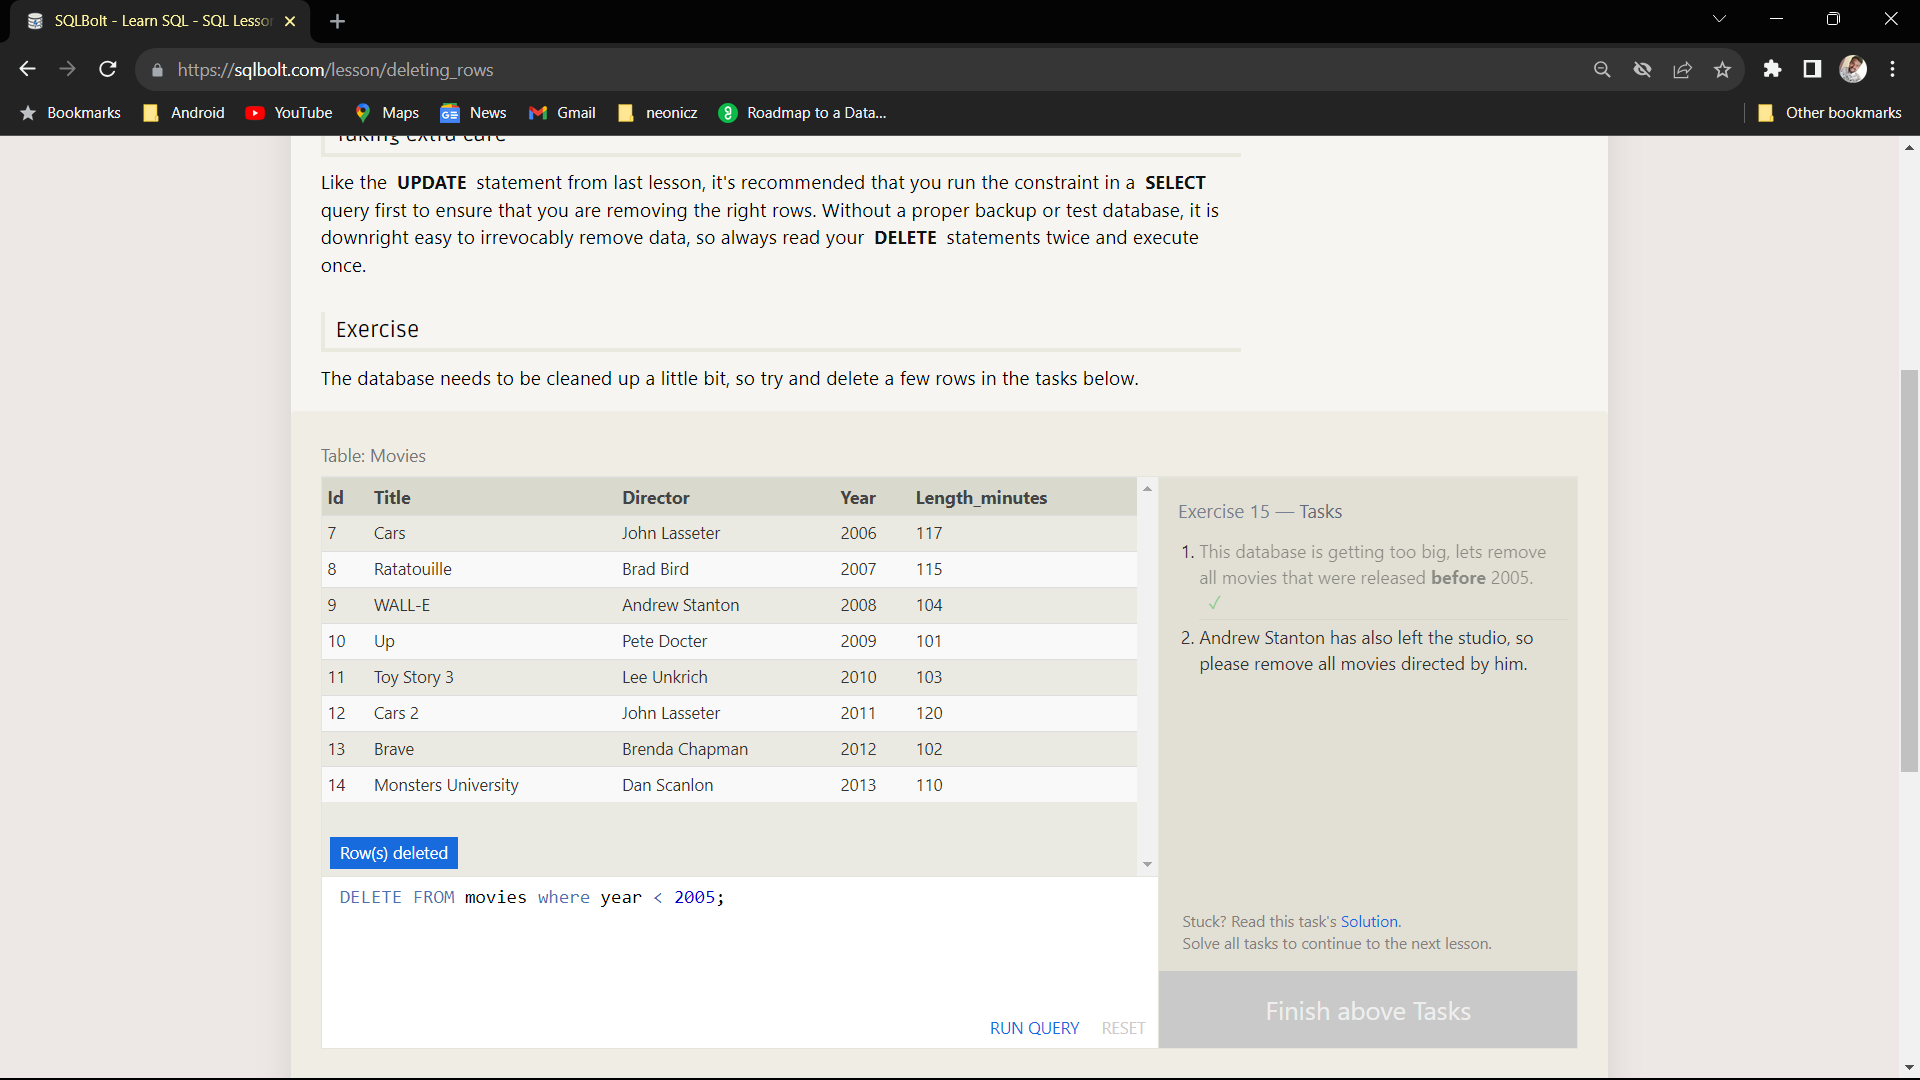 SQLBolt - Learn SQL - SQL Lesson
https://sqlbolt.com/lesson/deleting_rows
Bookmarks Android YouTube Maps News Gmail neonicz Roadmap to a Data... Other bookmarks
Taking extra care
Like the UPDATE statement from last lesson, it's recommended that you run the constraint in a SELECT
query first to ensure that you are removing the right rows. Without a proper backup or test database, it is
downright easy to irrevocably remove data, so always read your DELETE statements twice and execute
once.
Exercise
The database needs to be cleaned up a little bit, so try and delete a few rows in the tasks below.
Table: Movies
Id Title Director Year Length_minutes
7 Cars John Lasseter 2006 117
8 Ratatouille Brad Bird 2007 115
9 WALL-E Andrew Stanton 2008 104
10 Up Pete Docter 2009 101
11 Toy Story 3 Lee Unkrich 2010 103
12 Cars 2 John Lasseter 2011 120
13 Brave Brenda Chapman 2012 102
14 Monsters University Dan Scanlon 2013 110
Row(s) deleted
DELETE FROM movies where year < 2005;
RUN QUERY RESET
Exercise 15 — Tasks
1. This database is getting too big, lets remove
all movies that were released before 2005.
✓
2. Andrew Stanton has also left the studio, so
please remove all movies directed by him.
Stuck? Read this task's Solution.
Solve all tasks to continue to the next lesson.
Finish above Tasks